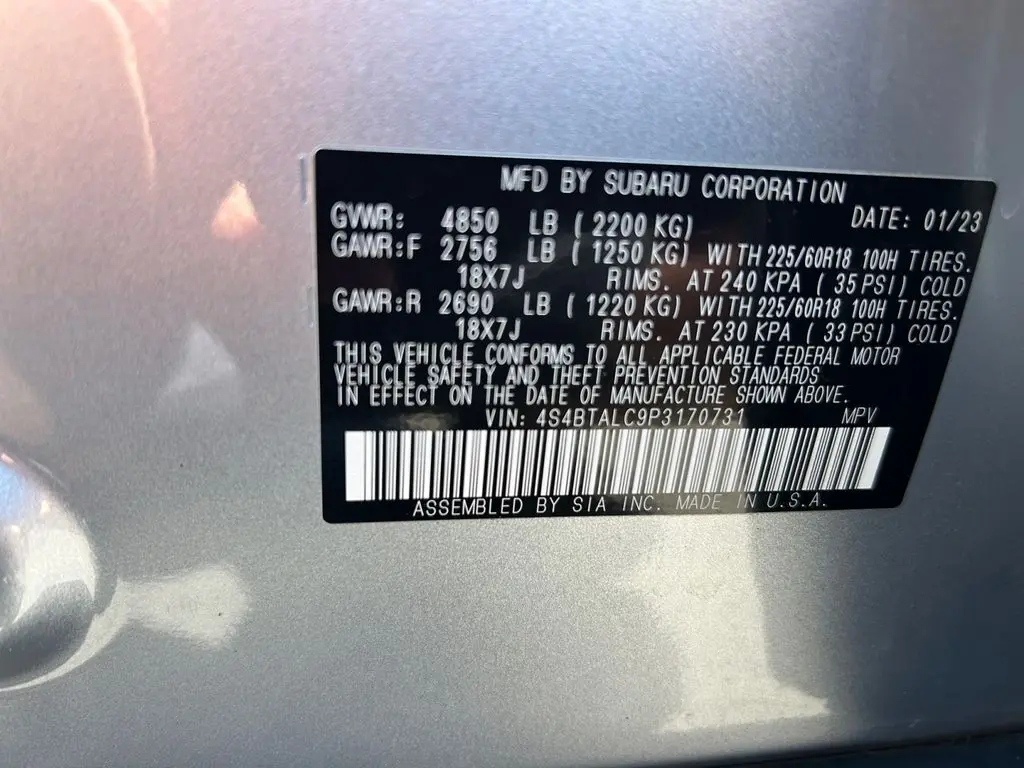 MFD BY SUBARU CORPORATION
DATE: 01/23
GVWR: 4850 LB ( 2200 KG)
GAWR:F 2756 LB ( 1250 KG) WITH 225/60R18 100H TIRES.
18X7J RIMS. AT 240 KPA ( 35 PSI) COLD
GAWR:R 2690 LB ( 1220 KG) WITH 225/60R18 100H TIRES.
18X7J RIMS. AT 230 KPA ( 33 PSI) COLD
THIS VEHICLE CONFORMS TO ALL APPLICABLE FEDERAL MOTOR
VEHICLE SAFETY AND THEFT PREVENTION STANDARDS
IN EFFECT ON THE DATE OF MANUFACTURE SHOWN ABOVE.
VIN: 4S4BTALC9P3170731 MPV
ASSEMBLED BY SIA INC. MADE IN U.S.A.